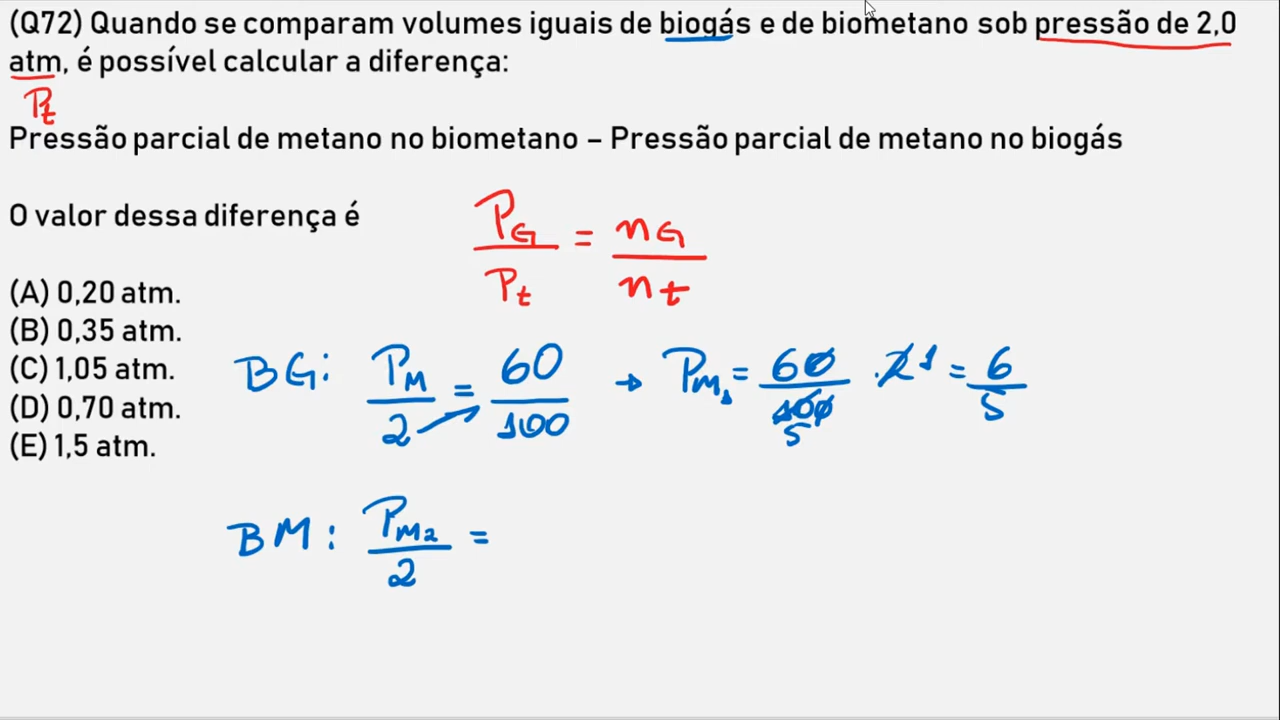 (Q72) Quando se comparam volumes iguais de biogás e de biometano sob pressão de 2,0
atm, é possível calcular a diferença:
Pt
Pressão parcial de metano no biometano – Pressão parcial de metano no biogás
O valor dessa diferença é
PG/Pt = nG/nt
(A) 0,20 atm.
(B) 0,35 atm.
(C) 1,05 atm.
(D) 0,70 atm.
(E) 1,5 atm.
BG: PM/2 = 60/100 → PM1 = 60/100 5 . 2 1 = 6/5
BM: PM2/2 =